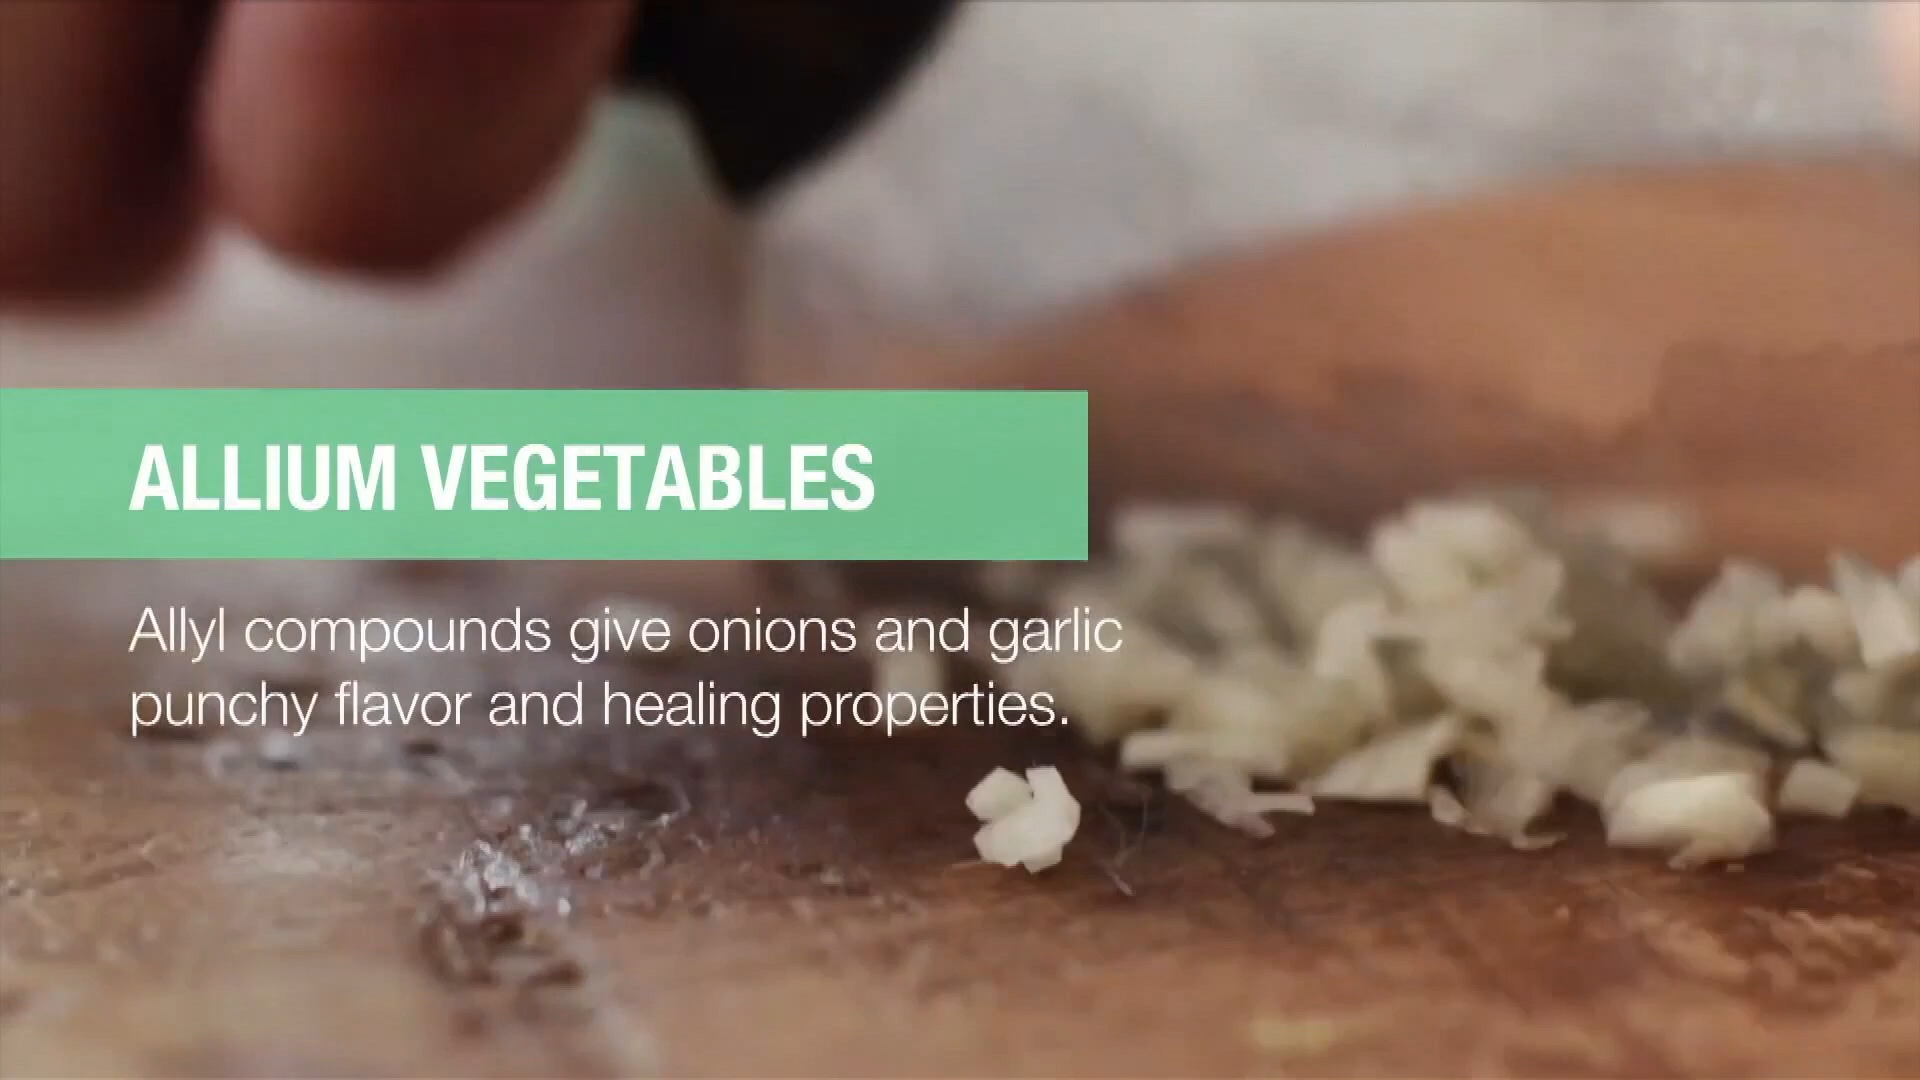 ALLIUM VEGETABLES
Allyl compounds give onions and garlic
punchy flavor and healing properties.